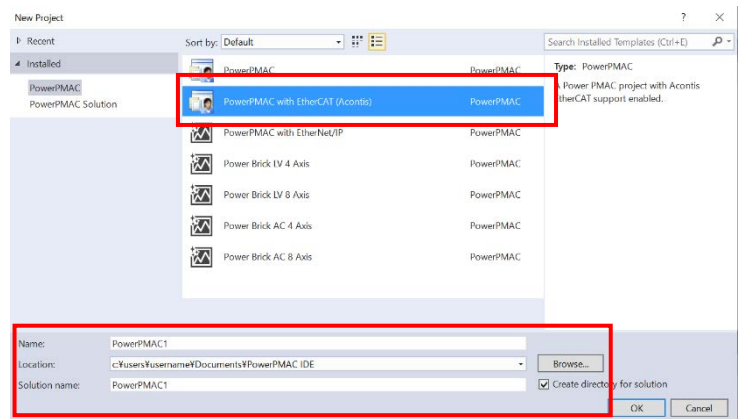 New Project ? ×
Recent
Sort by: Default
Search Installed Templates (Ctrl+E)
Installed
PowerPMAC
PowerPMAC Solution
PowerPMAC PowerPMAC
PowerPMAC with EtherCAT (Acontis) PowerPMAC
PowerPMAC with EtherNet/IP PowerPMAC
Power Brick LV 4 Axis PowerPMAC
Power Brick LV 8 Axis PowerPMAC
Power Brick AC 4 Axis PowerPMAC
Power Brick AC 8 Axis PowerPMAC
Type: PowerPMAC
A Power PMAC project with Acontis
EtherCAT support enabled.
Name: PowerPMAC1
Location: c:¥users¥username¥Documents¥PowerPMAC IDE
Browse...
Solution name: PowerPMAC1
Create directory for solution
OK Cancel